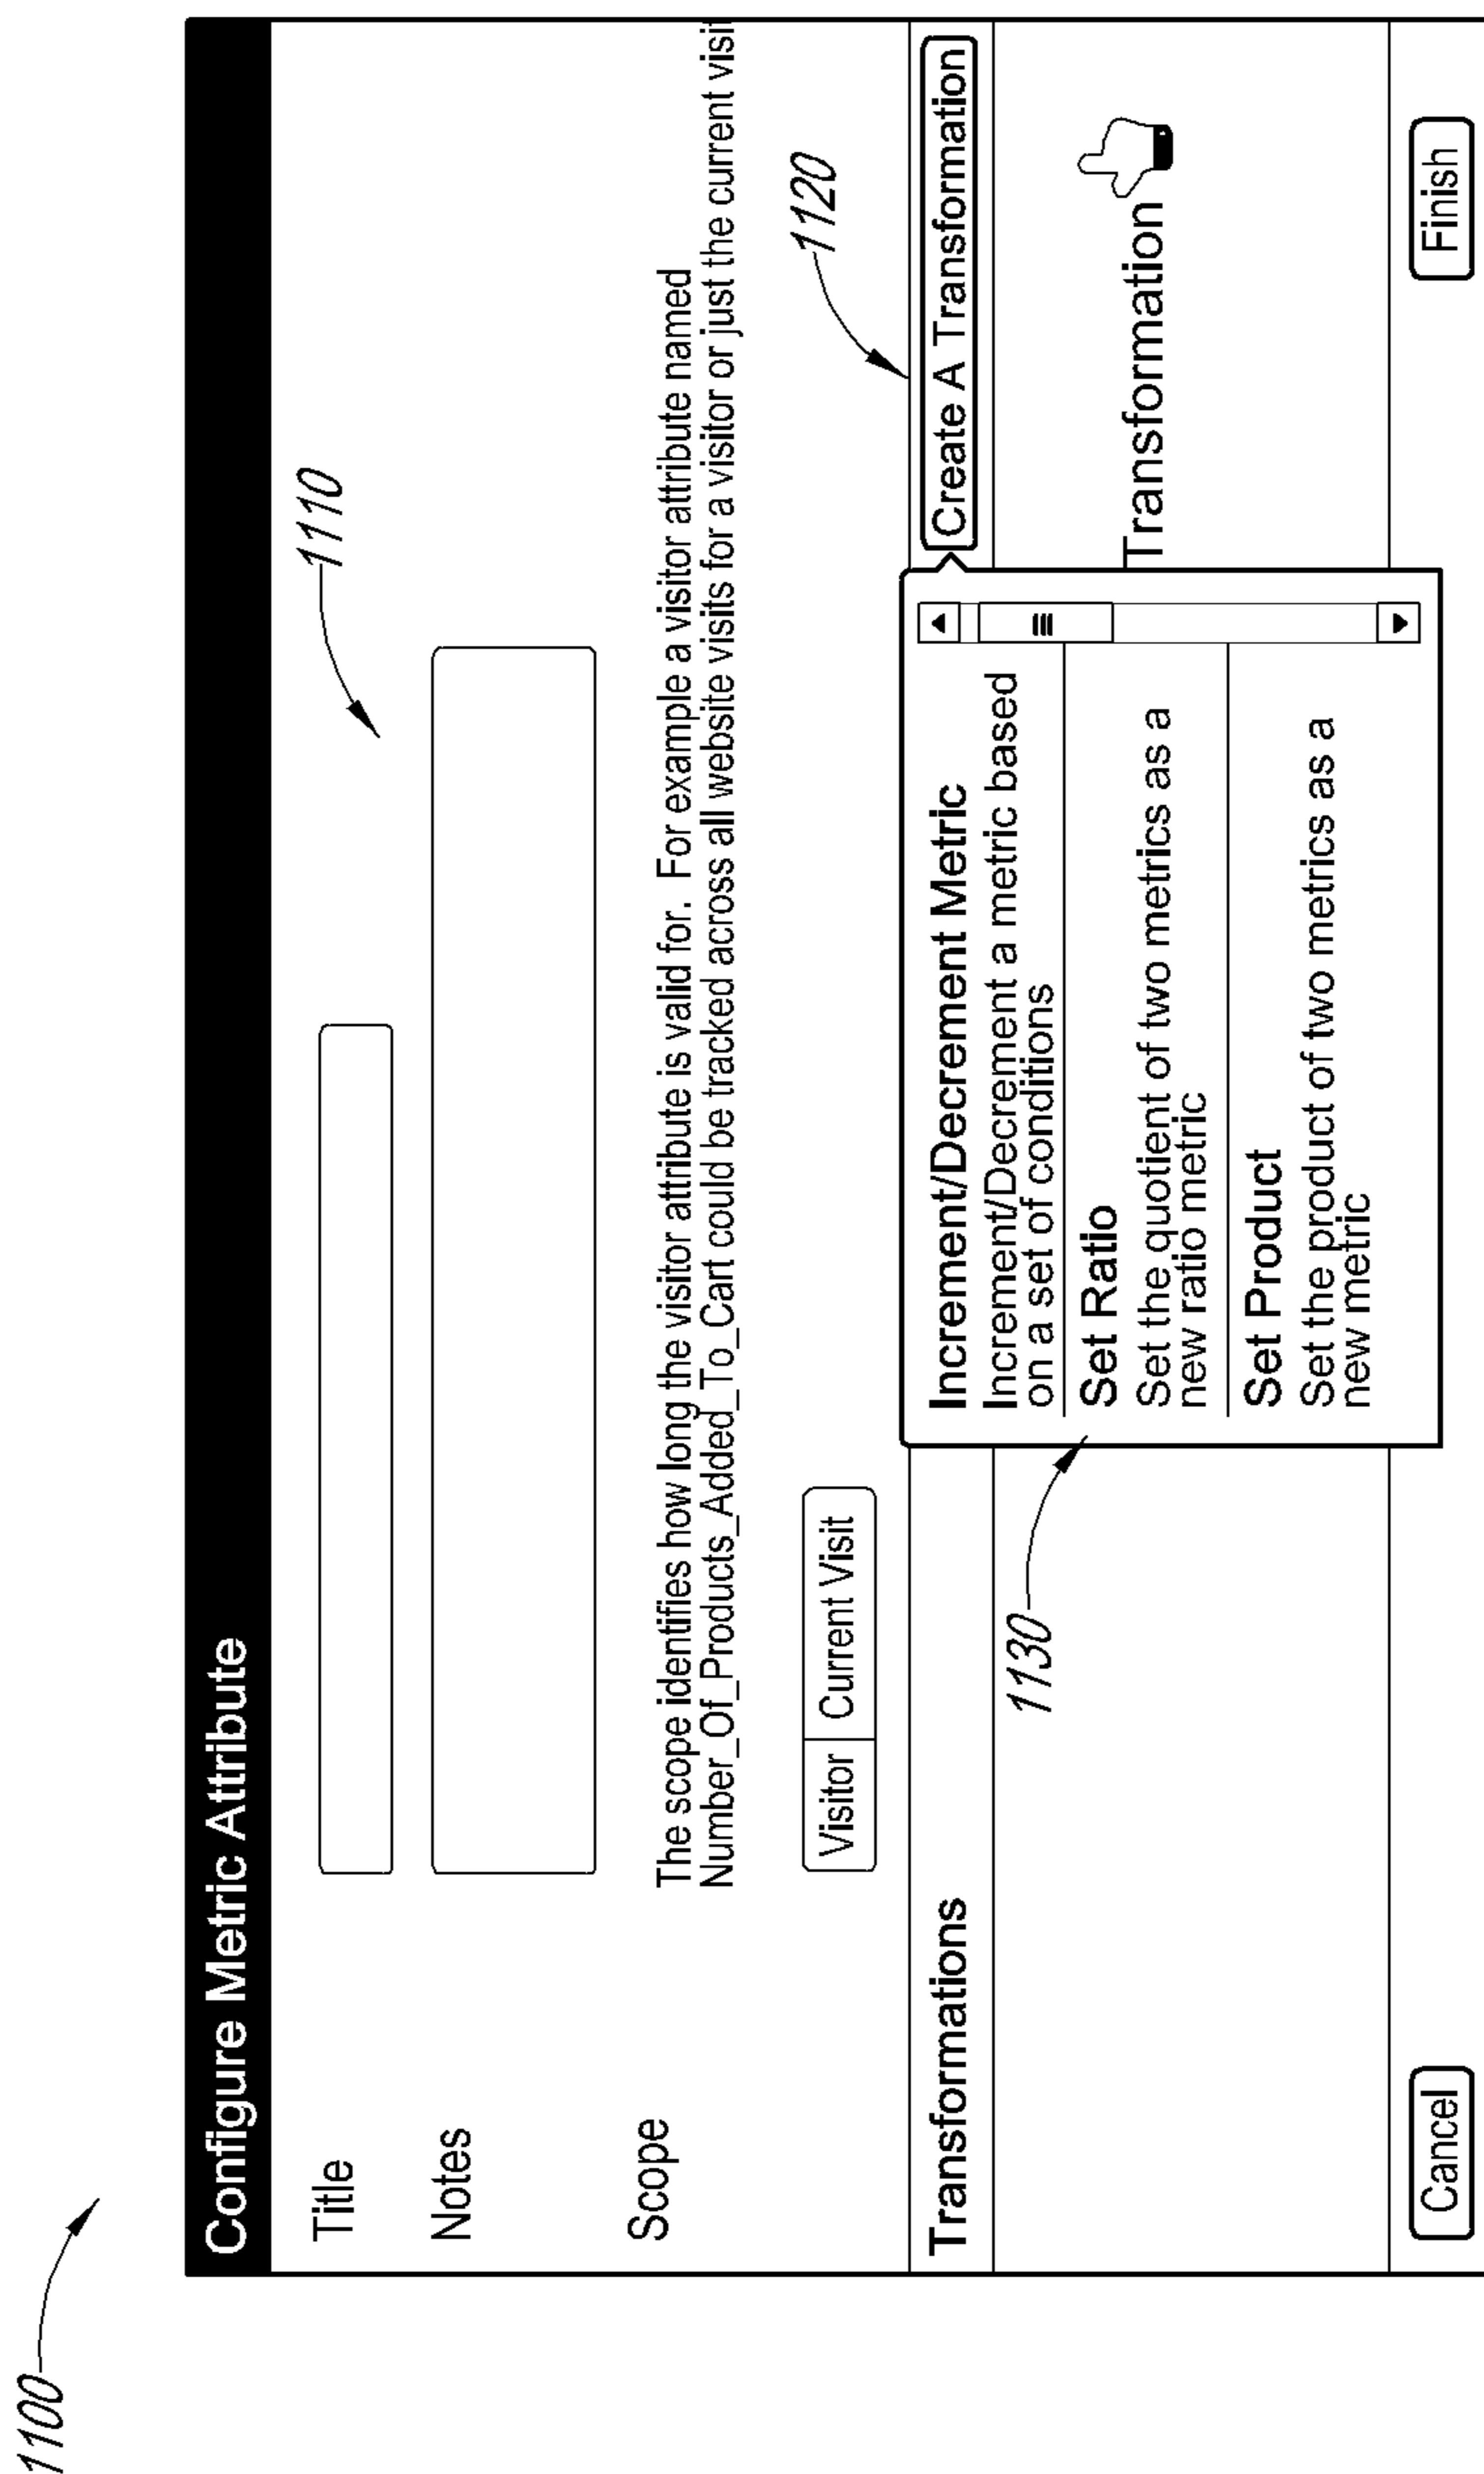 1100
Configure Metric Attribute
Title
1110
Notes
Scope
The scope identifies how long the visitor attribute is valid for. For example a visitor attribute named
Number_Of_Products_Added_To_Cart could be tracked across all website visits for a visitor or just the current visit
Visitor
Current Visit
1120
Transformations
Create A Transformation
1130
Increment/Decrement Metric
Increment/Decrement a metric based
on a set of conditions
Set Ratio
Set the quotient of two metrics as a
new ratio metric
Set Product
Set the product of two metrics as a
new metric
Transformation
Cancel
Finish